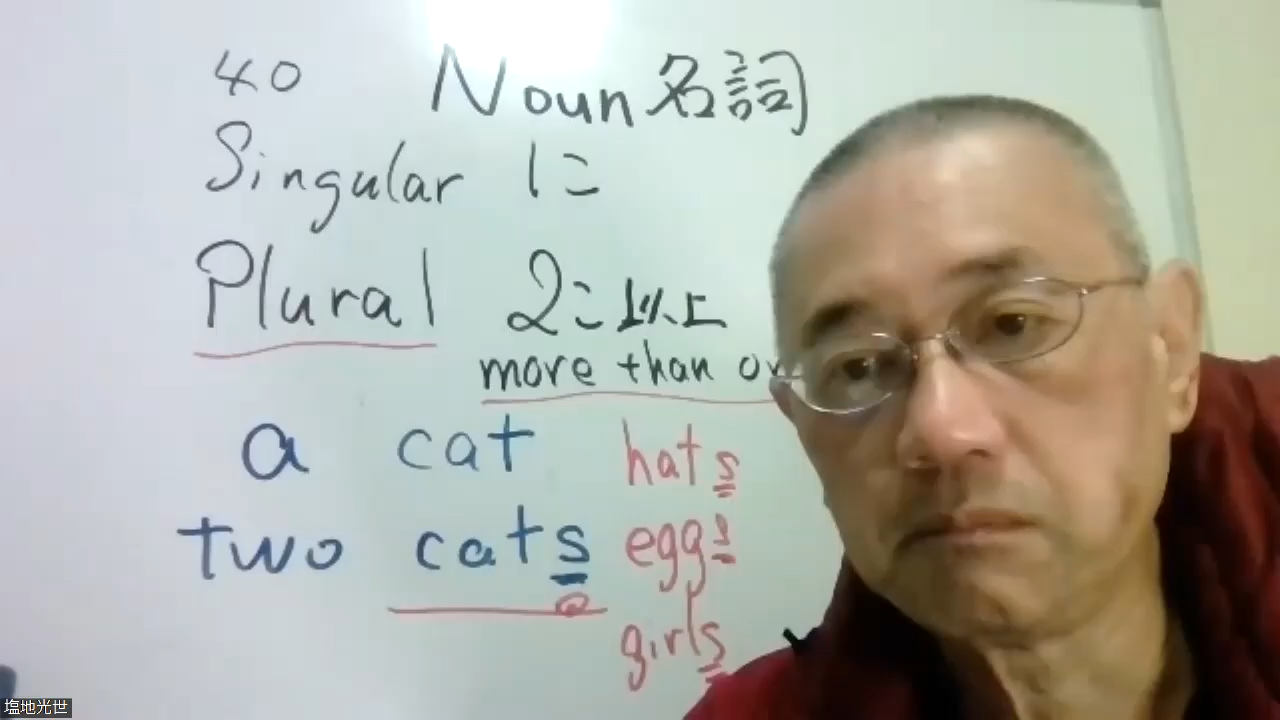 40 Noun 名詞
Singular 1こ
Plural 2こ以上
more than
a cat hats
two cats eggs
girls
塩地光世